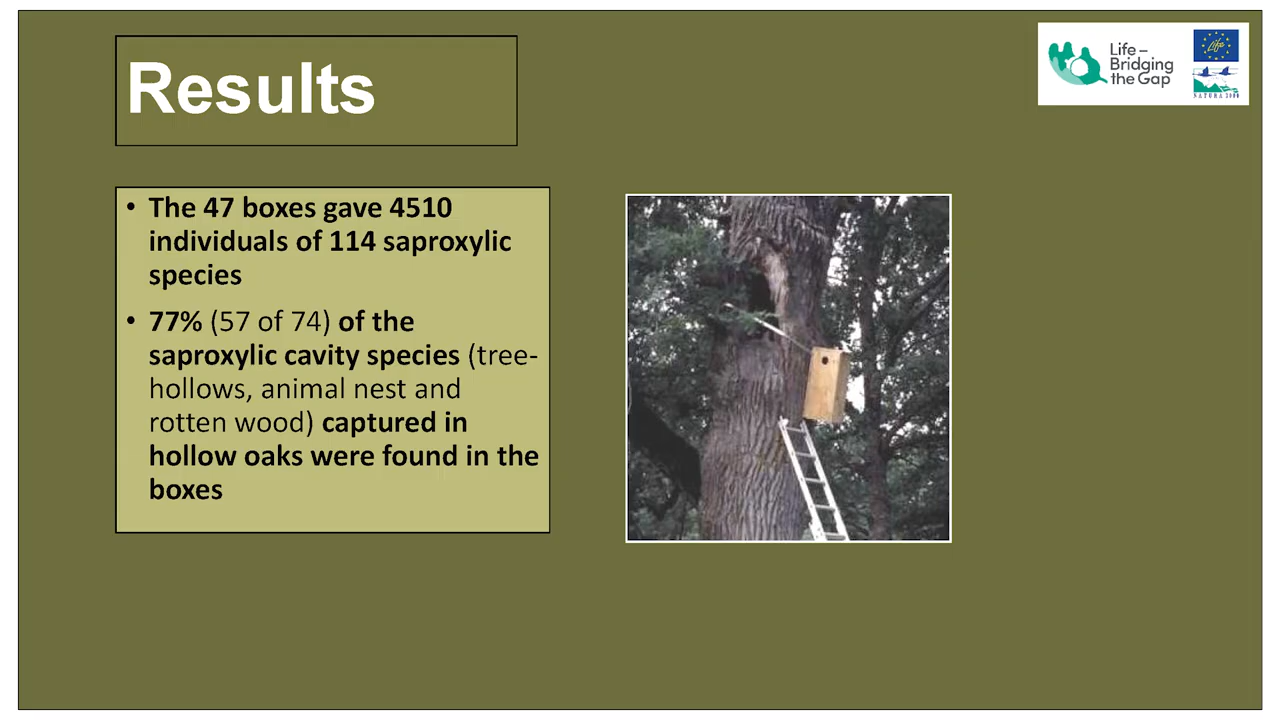 Results
Life –
Bridging
the Gap
Life
NATURA 2000
• The 47 boxes gave 4510
individuals of 114 saproxylic
species
• 77% (57 of 74) of the
saproxylic cavity species (tree-
hollows, animal nest and
rotten wood) captured in
hollow oaks were found in the
boxes